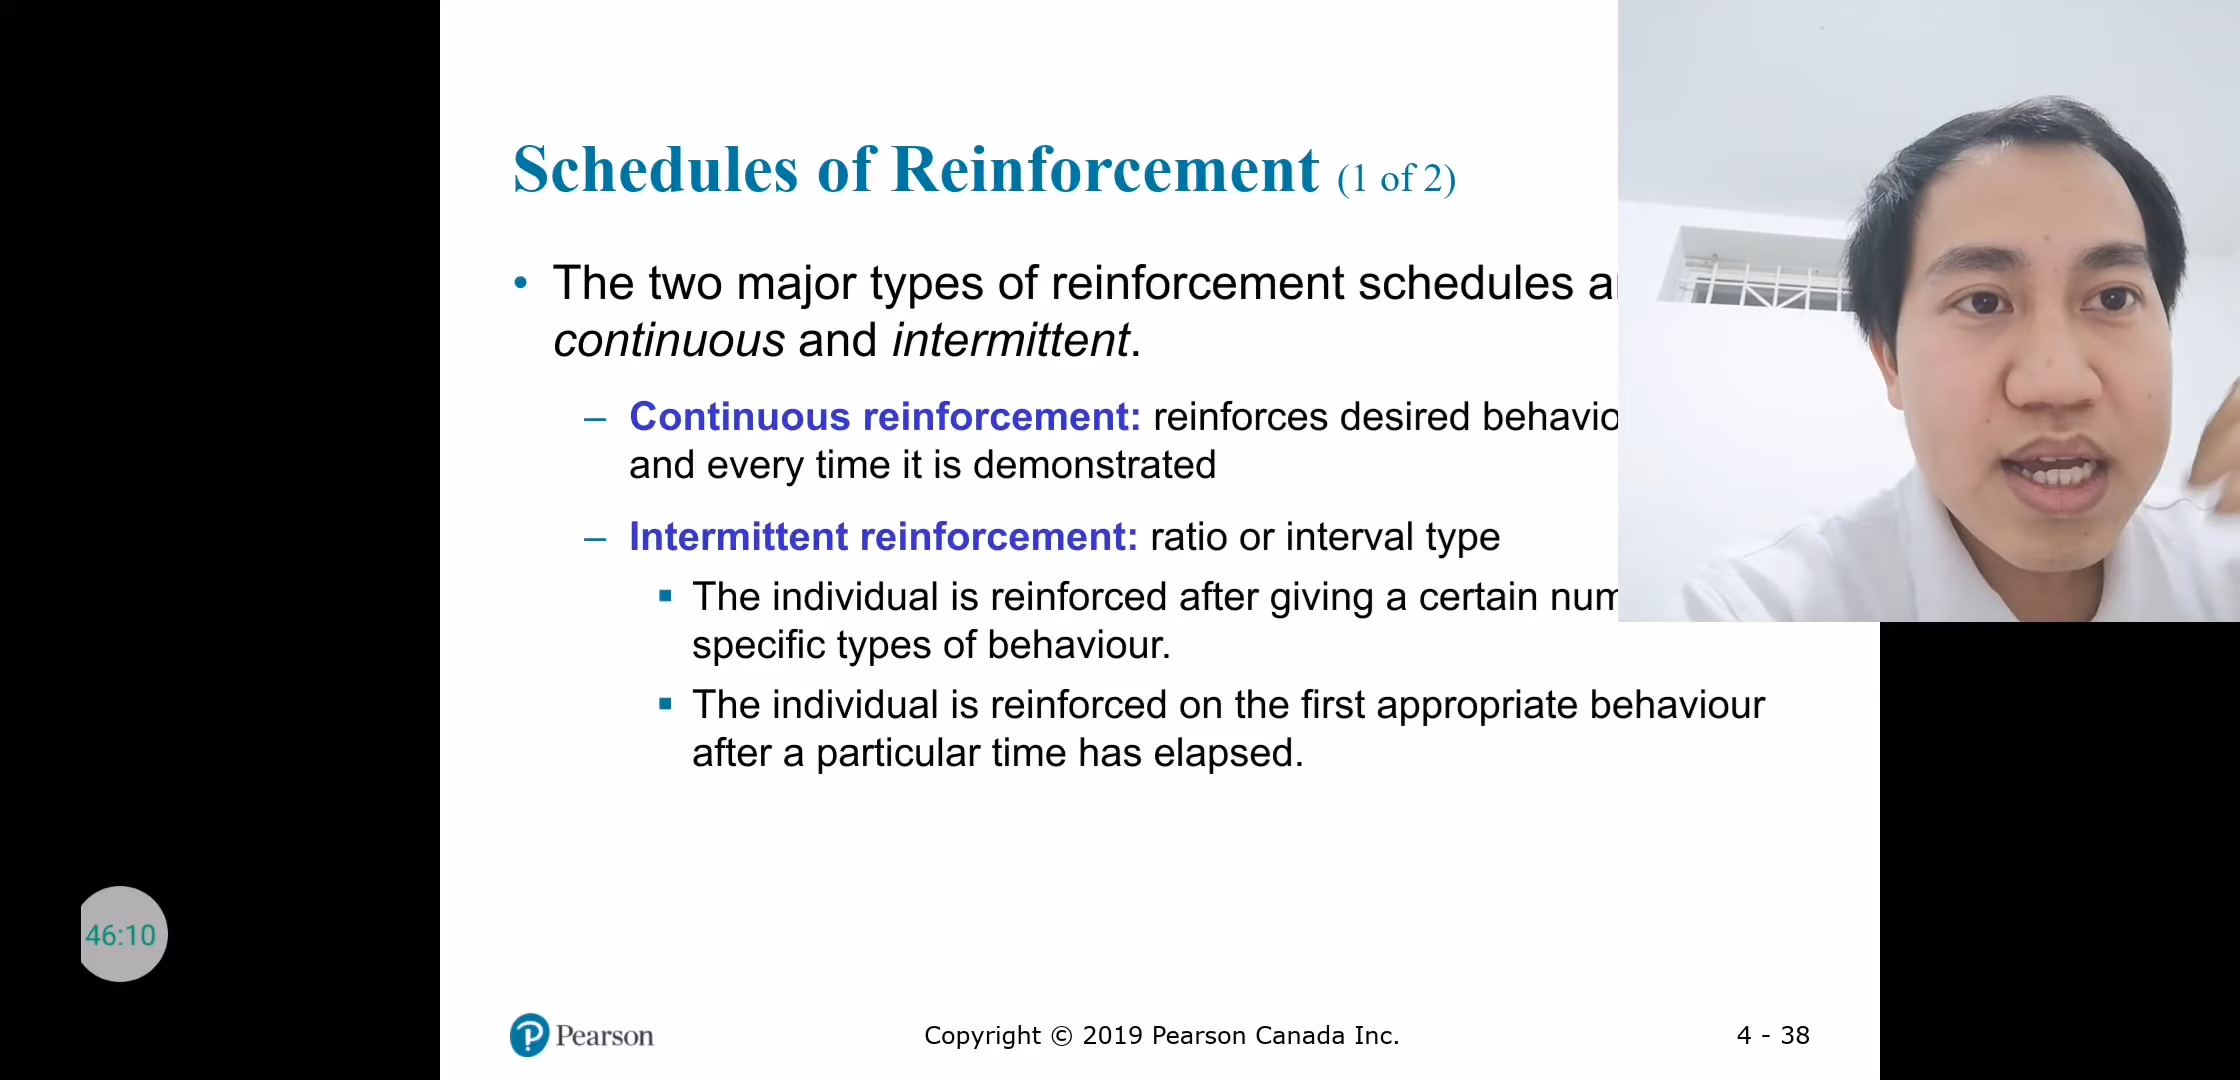 Schedules of Reinforcement (1 of 2)
• The two major types of reinforcement schedules
continuous and intermittent.
– Continuous reinforcement: reinforces desired
and every time it is demonstrated
– Intermittent reinforcement: ratio or interval type
▪ The individual is reinforced after giving a certain
specific types of behaviour.
▪ The individual is reinforced on the first appropriate behaviour
after a particular time has elapsed.
46:10
Pearson
Copyright © 2019 Pearson Canada Inc.
4 - 38